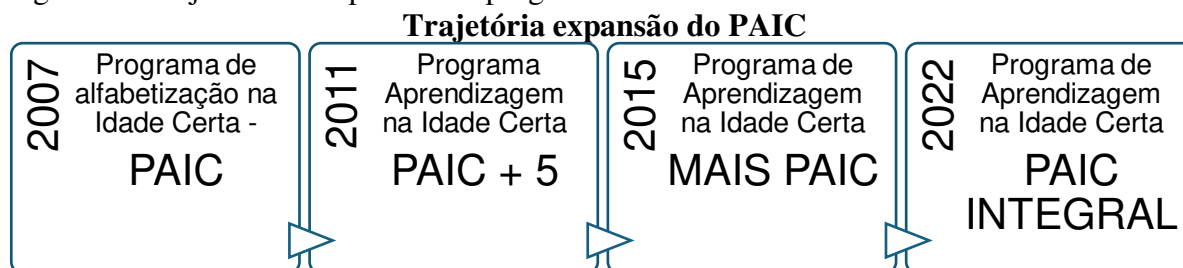 Trajetória expansão do PAIC
2007
Programa de
alfabetização na
Idade Certa -
PAIC
2011
Programa
Aprendizagem
na Idade Certa
PAIC + 5
2015
Programa de
Aprendizagem
na Idade Certa
MAIS PAIC
2022
Programa de
Aprendizagem
na Idade Certa
PAIC
INTEGRAL